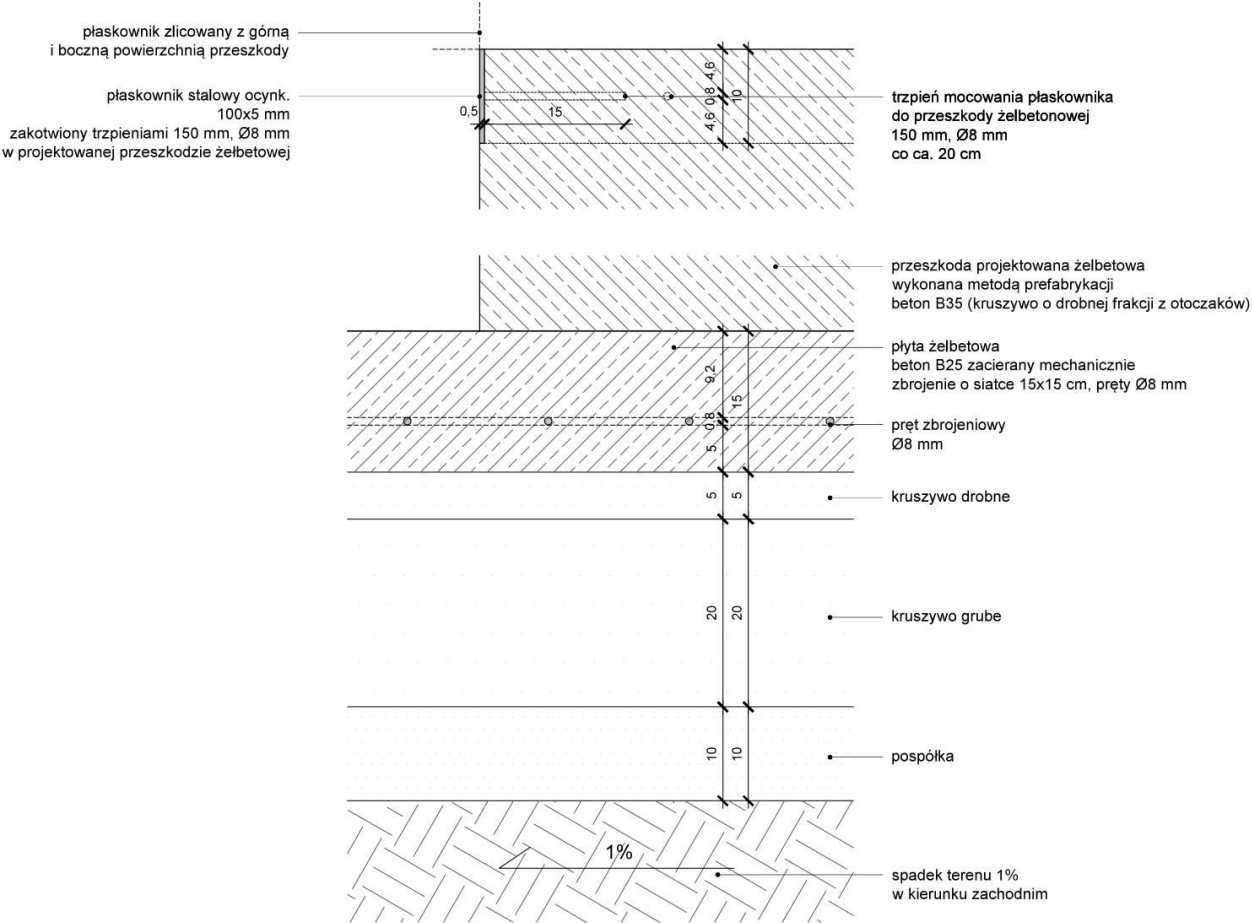 płaskownik zlicowany z górną
i boczną powierzchnią przeszkody
płaskownik stalowy ocynk.
100x5 mm
zakotwiony trzpieniami 150 mm, Ø8 mm
w projektowanej przeszkodzie żełbetowej
0,5
15
4,6
0,8
4,6
10
trzpień mocowania płaskownika
do przeszkody żelbetonowej
150 mm, Ø8 mm
co ca. 20 cm
przeszkoda projektowana żelbetowa
wykonana metodą prefabrykacji
beton B35 (kruszywo o drobnej frakcji z otoczaków)
płyta żelbetowa
beton B25 zacierany mechanicznie
zbrojenie o siatce 15x15 cm, pręty Ø8 mm
9,2
0,8
5
15
pręt zbrojeniowy
Ø8 mm
5
5
kruszywo drobne
20
20
kruszywo grube
10
10
pospółka
1%
spadek terenu 1%
w kierunku zachodnim